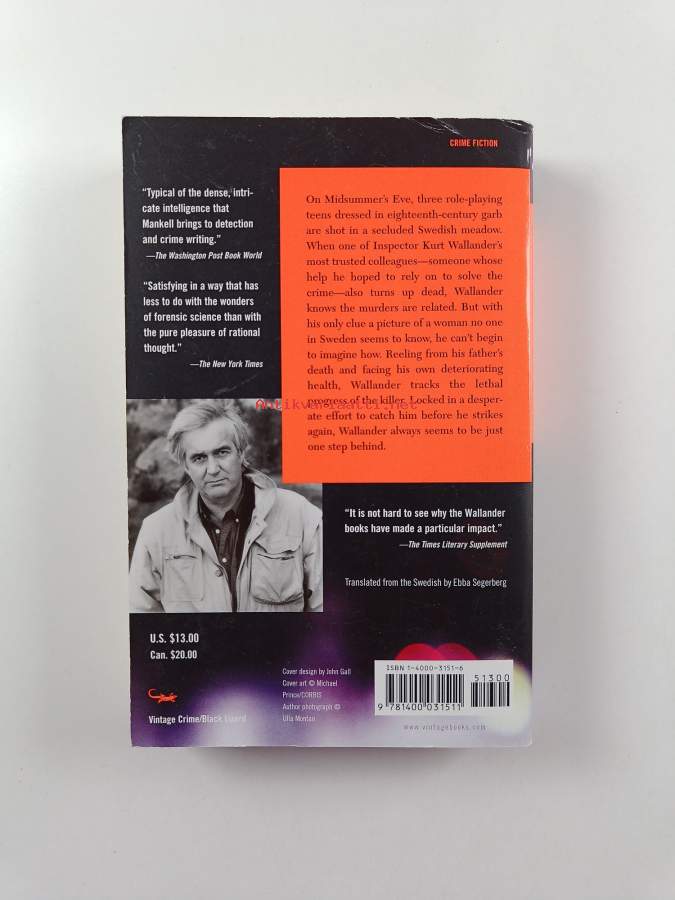 CRIME FICTION
“Typical of the dense, intri-
cate intelligence that
Mankell brings to detection
and crime writing.”
—The Washington Post Book World
“Satisfying in a way that has
less to do with the wonders
of forensic science than with
the pure pleasure of rational
thought.”
—The New York Times
On Midsummer’s Eve, three role-playing
teens dressed in eighteenth-century garb
are shot in a secluded Swedish meadow.
When one of Inspector Kurt Wallander’s
most trusted colleagues—someone whose
help he hoped to rely on to solve the
crime—also turns up dead, Wallander
knows the murders are related. But with
his only clue a picture of a woman no one
in Sweden seems to know, he can’t begin
to imagine how. Reeling from his father’s
death and facing his own deteriorating
health, Wallander tracks the lethal
progress of the killer. Locked in a desper-
ate effort to catch him before he strikes
again, Wallander always seems to be just
one step behind.
Antikvariaatti.net
“It is not hard to see why the Wallander
books have made a particular impact.”
—The Times Literary Supplement
Translated from the Swedish by Ebba Segerberg
U.S. $13.00
Can. $20.00
Vintage Crime/Black Lizard
Cover design by John Gall
Cover art © Michael
Prince/CORBIS
Author photograph ©
Ulla Montan
ISBN 1-4000-3151-6
51300
9 781400 031511
www.vintagebooks.com